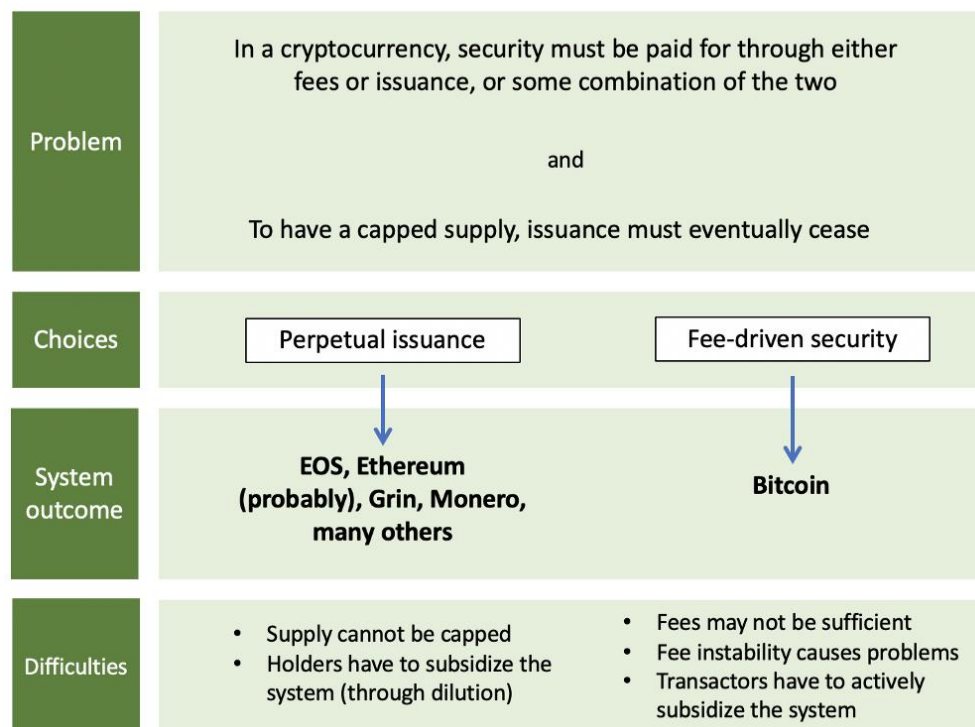 Problem
In a cryptocurrency, security must be paid for through either
fees or issuance, or some combination of the two
and
To have a capped supply, issuance must eventually cease
Choices
Perpetual issuance
Fee-driven security
System
outcome
EOS, Ethereum
(probably), Grin, Monero,
many others
Bitcoin
Difficulties
• Supply cannot be capped
• Holders have to subsidize the
system (through dilution)
• Fees may not be sufficient
• Fee instability causes problems
• Transactors have to actively
subsidize the system